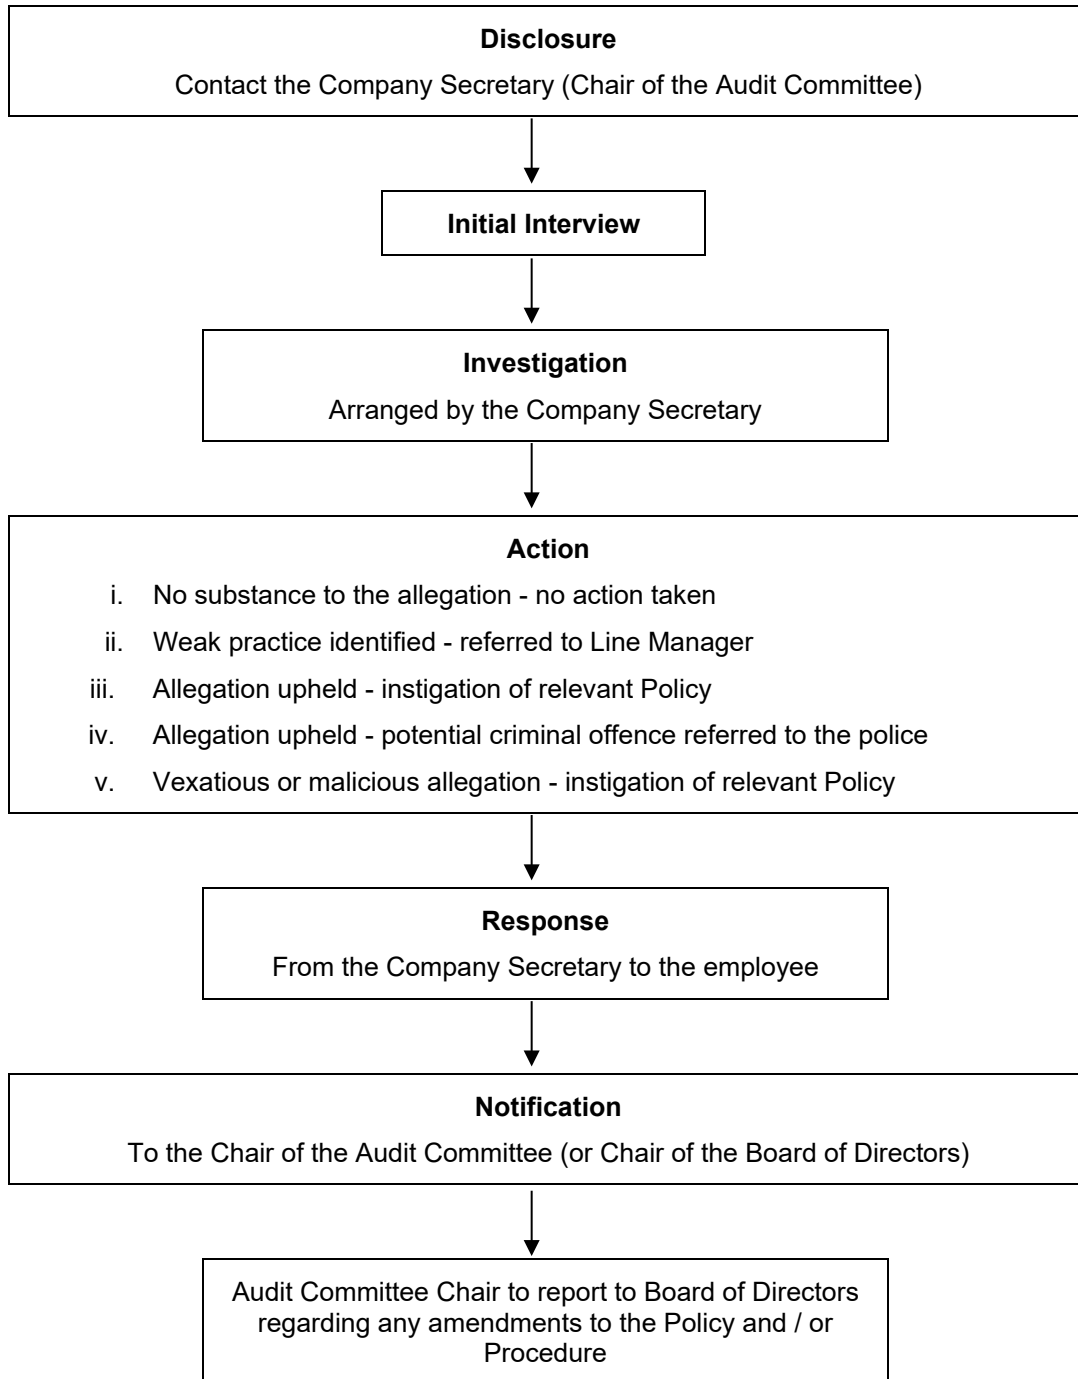 Disclosure
Contact the Company Secretary (Chair of the Audit Committee)
Initial Interview
Investigation
Arranged by the Company Secretary
Action
i. No substance to the allegation - no action taken
ii. Weak practice identified - referred to Line Manager
iii. Allegation upheld - instigation of relevant Policy
iv. Allegation upheld - potential criminal offence referred to the police
v. Vexatious or malicious allegation - instigation of relevant Policy
Response
From the Company Secretary to the employee
Notification
To the Chair of the Audit Committee (or Chair of the Board of Directors)
Audit Committee Chair to report to Board of Directors
regarding any amendments to the Policy and / or
Procedure